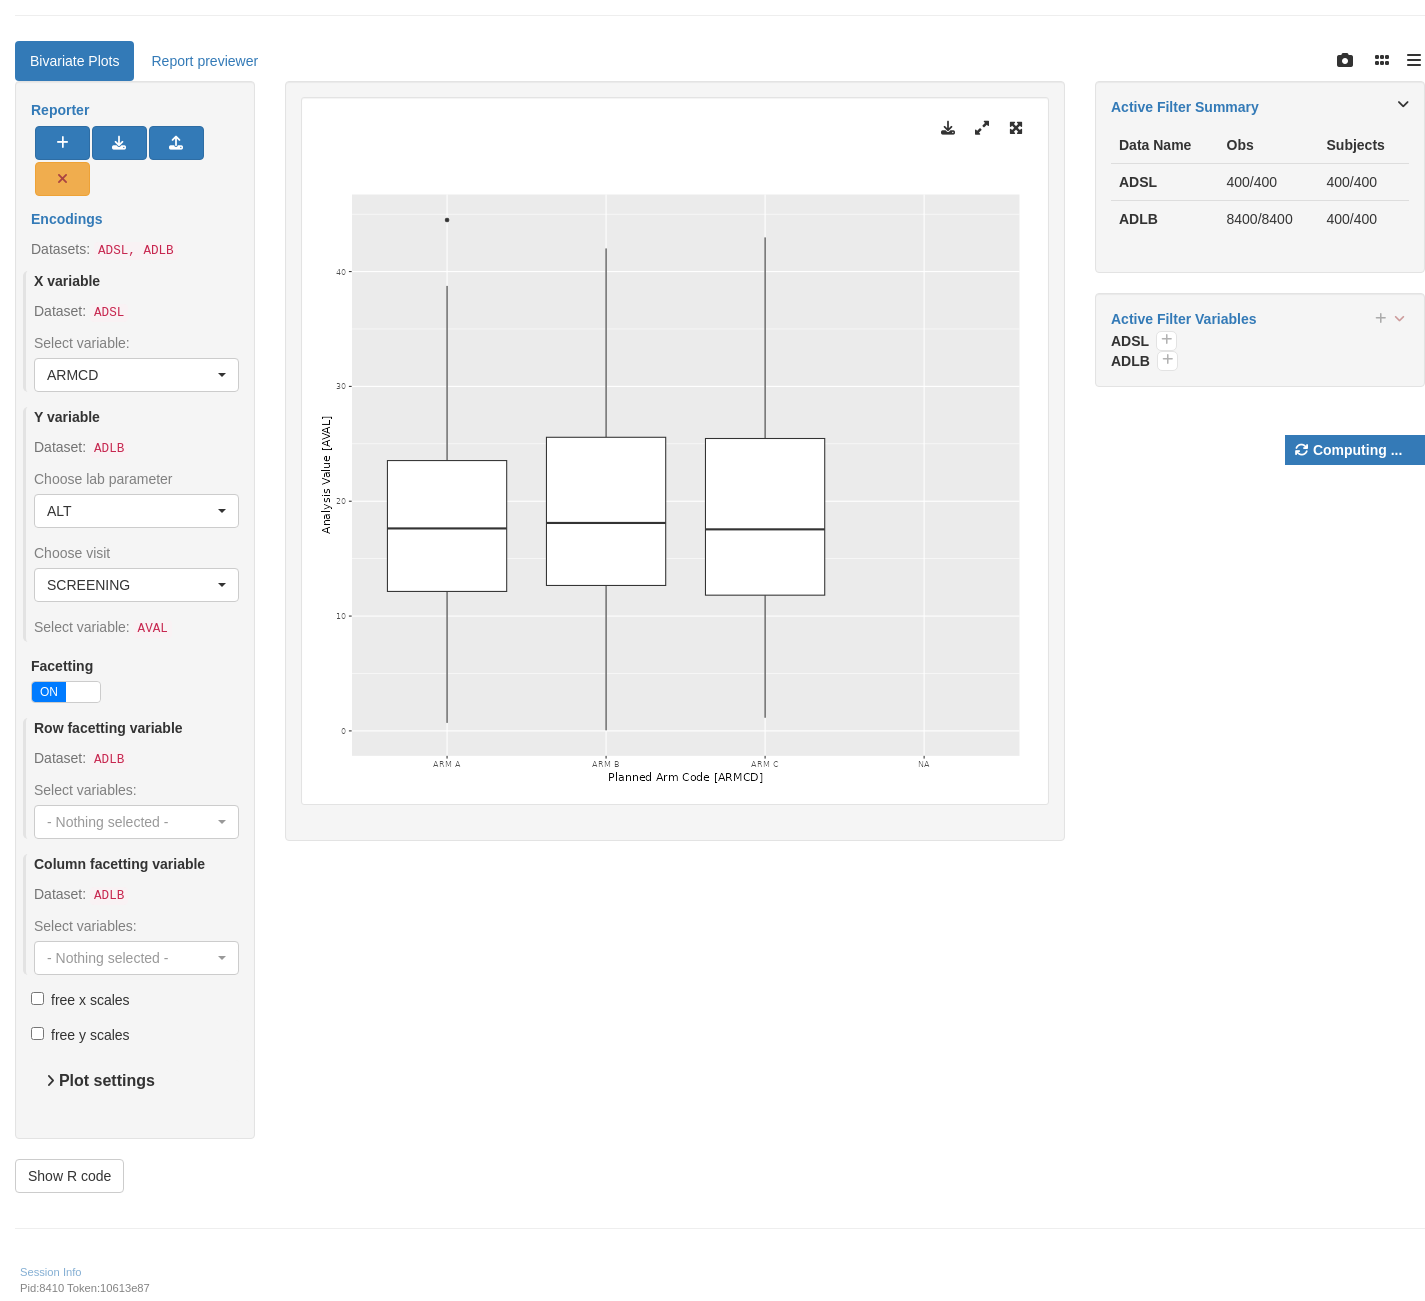 Bivariate Plots
Report previewer
Reporter
Encodings
Datasets: ADSL, ADLB
X variable
Dataset: ADSL
Select variable:
ARMCD
Y variable
Dataset: ADLB
Choose lab parameter
ALT
Choose visit
SCREENING
Select variable: AVAL
Facetting
ON
Row facetting variable
Dataset: ADLB
Select variables:
- Nothing selected -
Column facetting variable
Dataset: ADLB
Select variables:
- Nothing selected -
free x scales
free y scales
Plot settings
Show R code
Analysis Value [AVAL]
40
30
20
10
0
ARM A ARM B ARM C NA
Planned Arm Code [ARMCD]
Active Filter Summary
Data Name Obs Subjects
ADSL 400/400 400/400
ADLB 8400/8400 400/400
Active Filter Variables
ADSL
ADLB
Computing ...
Session Info
Pid:8410 Token:10613e87